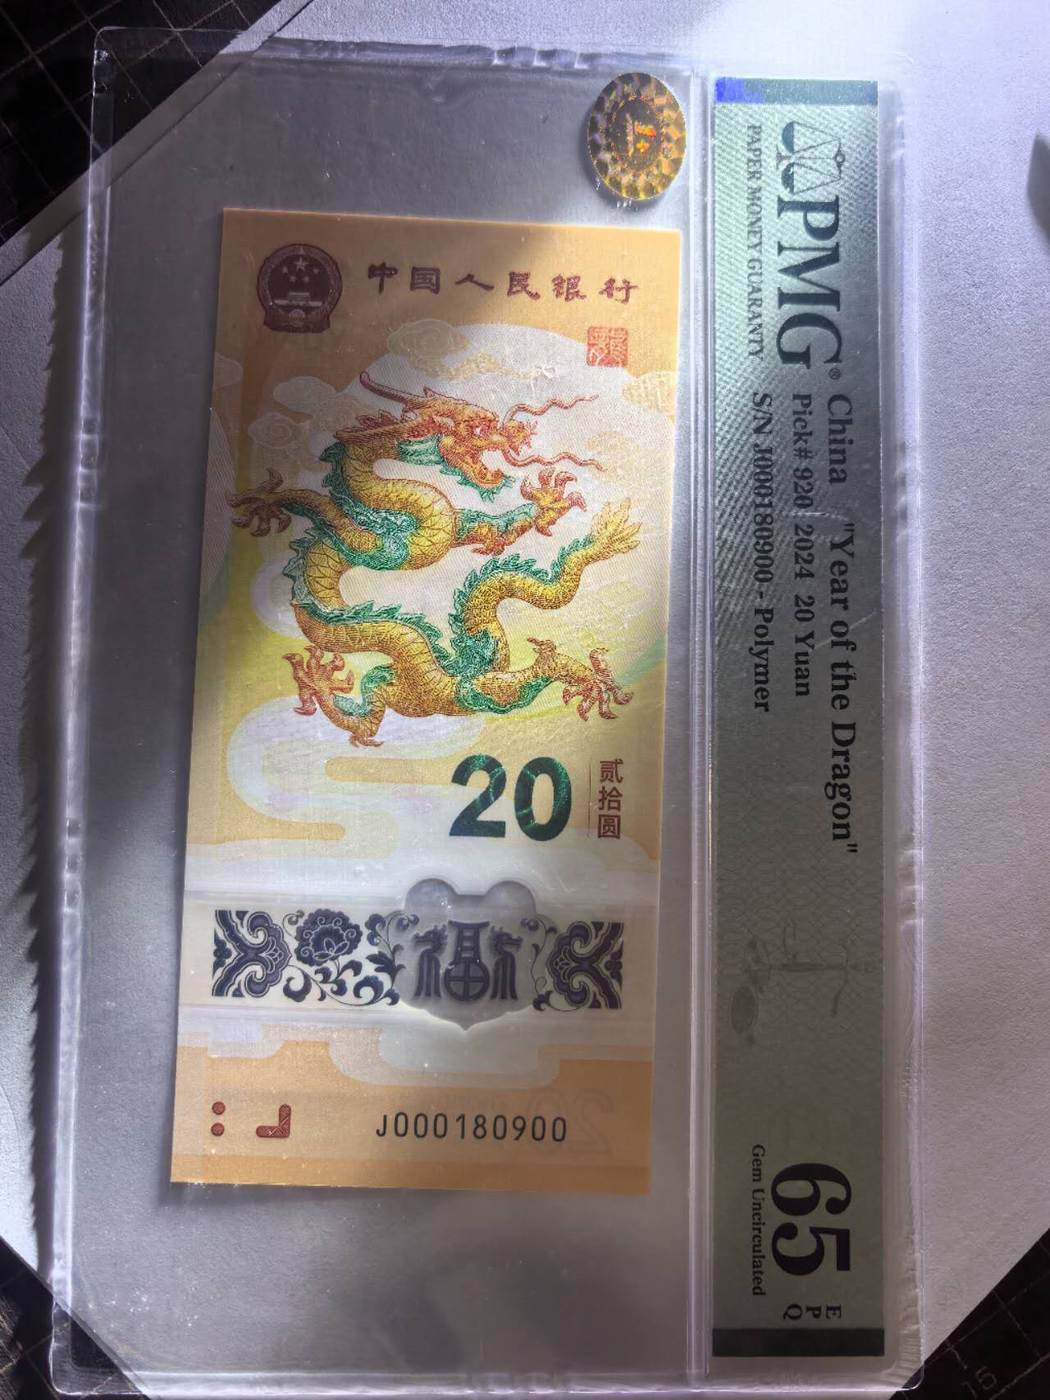 中国人民银行
20
贰拾圆
福
J000180900
PMG®
PAPER MONEY GUARANTY
China "Year of the Dragon"
Pick# 920 2024 20 Yuan
S/N J000180900 - Polymer
65 EPQ
Gem Uncirculated